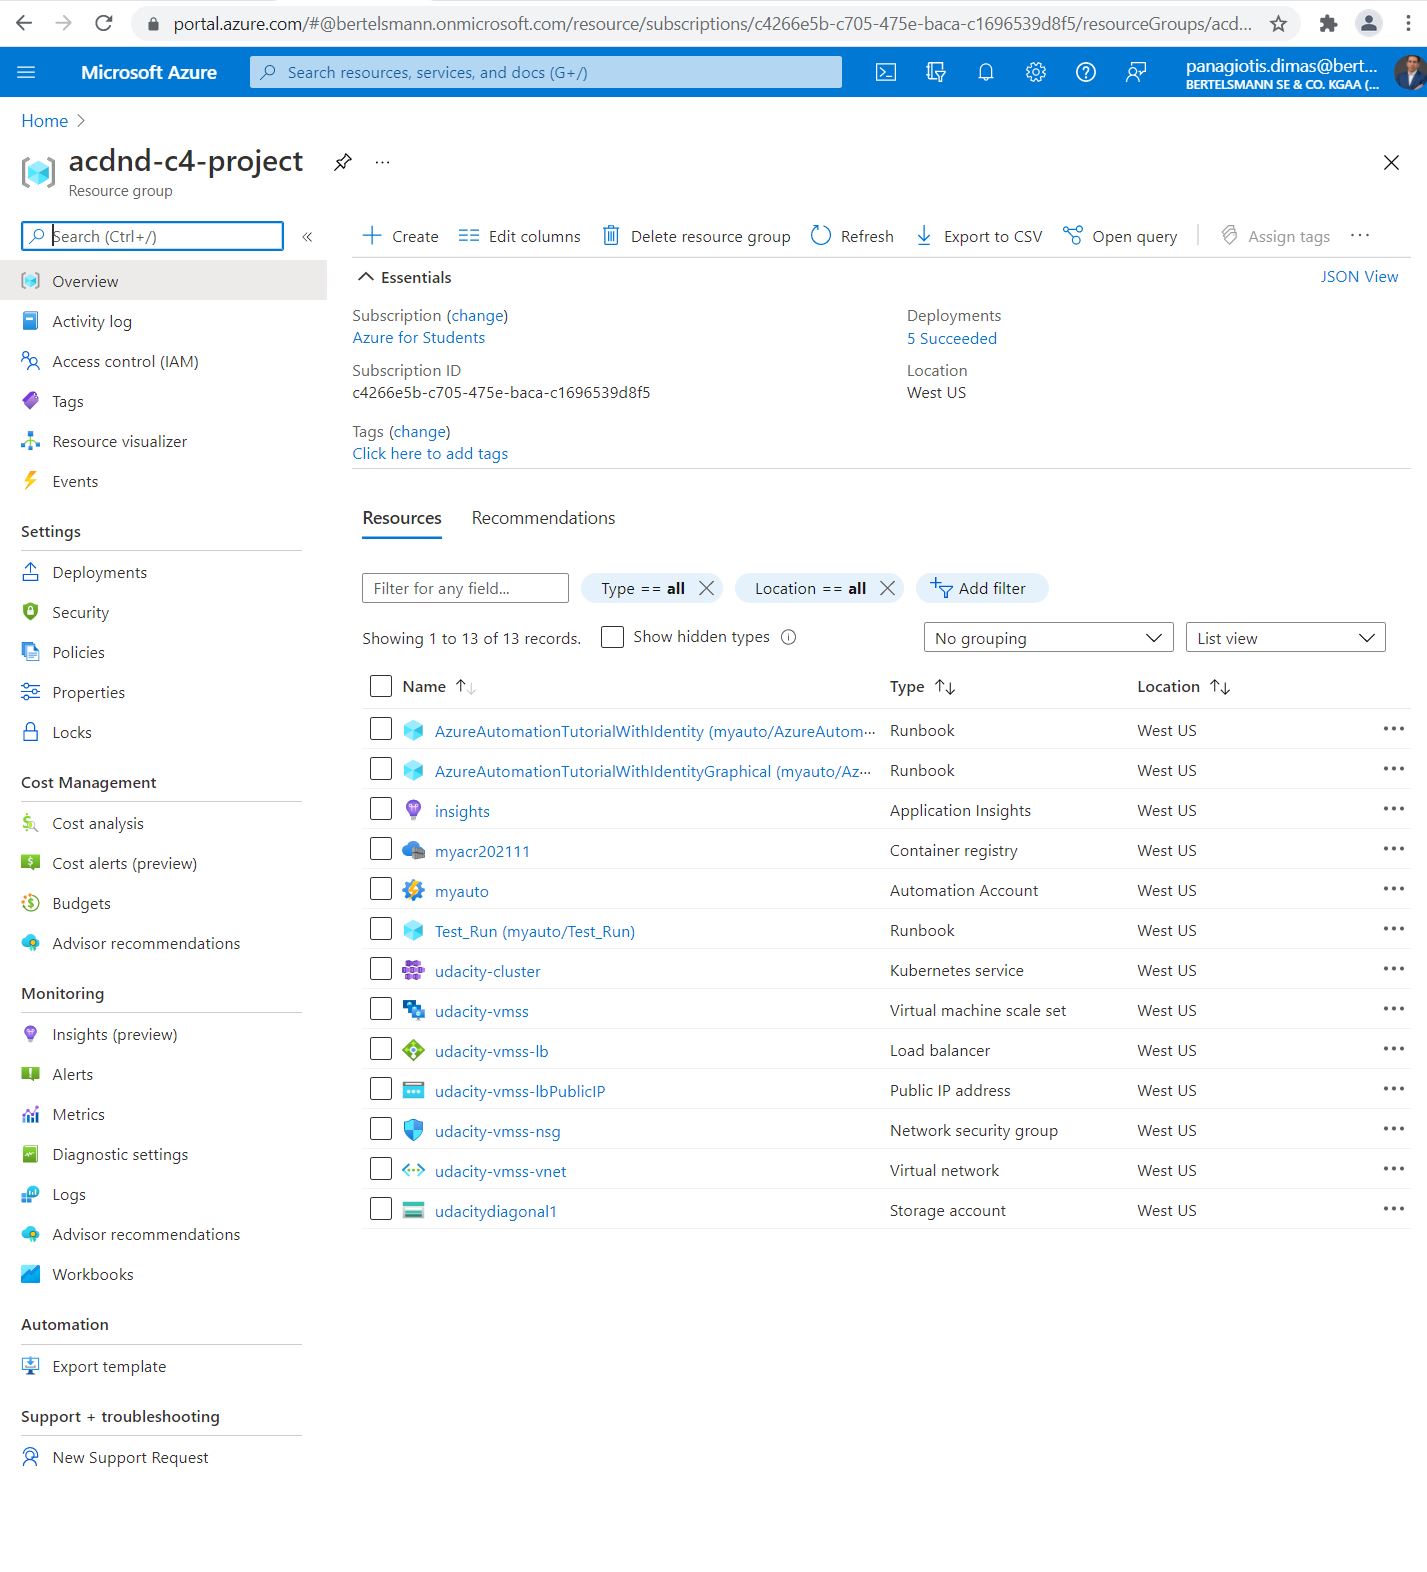 portal.azure.com/#@bertelsmann.onmicrosoft.com/resource/subscriptions/c4266e5b-c705-475e-baca-c1696539d8f5/resourceGroups/acd...
Microsoft Azure
Search resources, services, and docs (G+/)
panagiotis.dimas@bert...
BERTELSMANN SE & CO. KGAA (...
Home
acdnd-c4-project
Resource group
Search (Ctrl+/)
«
Overview
Activity log
Access control (IAM)
Tags
Resource visualizer
Events
Settings
Deployments
Security
Policies
Properties
Locks
Cost Management
Cost analysis
Cost alerts (preview)
Budgets
Advisor recommendations
Monitoring
Insights (preview)
Alerts
Metrics
Diagnostic settings
Logs
Advisor recommendations
Workbooks
Automation
Export template
Support + troubleshooting
New Support Request
Create Edit columns Delete resource group Refresh Export to CSV Open query Assign tags
Essentials
JSON View
Subscription (change)
Azure for Students
Subscription ID
c4266e5b-c705-475e-baca-c1696539d8f5
Deployments
5 Succeeded
Location
West US
Tags (change)
Click here to add tags
Resources Recommendations
Filter for any field... Type == all Location == all Add filter
Showing 1 to 13 of 13 records. Show hidden types No grouping List view
Name Type Location
AzureAutomationTutorialWithIdentity (myauto/AzureAutom... Runbook West US
AzureAutomationTutorialWithIdentityGraphical (myauto/Az... Runbook West US
insights Application Insights West US
myacr202111 Container registry West US
myauto Automation Account West US
Test_Run (myauto/Test_Run) Runbook West US
udacity-cluster Kubernetes service West US
udacity-vmss Virtual machine scale set West US
udacity-vmss-lb Load balancer West US
udacity-vmss-lbPublicIP Public IP address West US
udacity-vmss-nsg Network security group West US
udacity-vmss-vnet Virtual network West US
udacitydiagonal1 Storage account West US